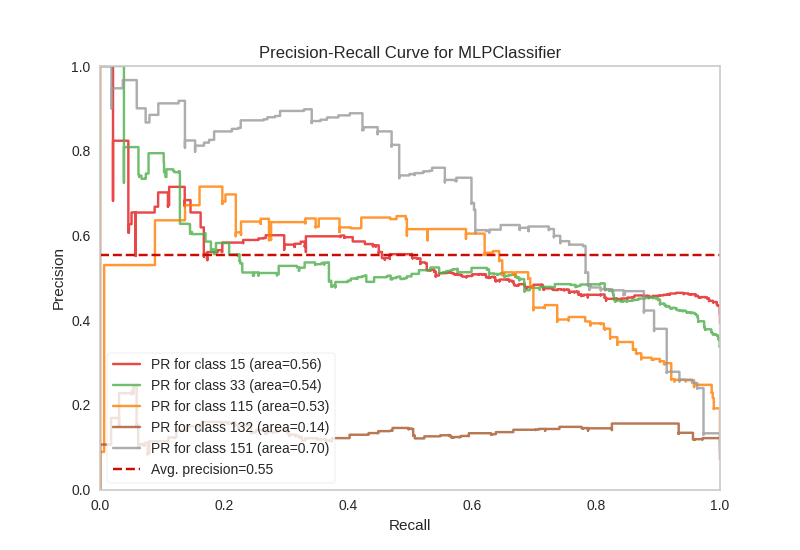 Precision-Recall Curve for MLPClassifier
1.0
0.8
0.6
0.4
0.2
0.0
Precision
PR for class 15 (area=0.56)
PR for class 33 (area=0.54)
PR for class 115 (area=0.53)
PR for class 132 (area=0.14)
PR for class 151 (area=0.70)
Avg. precision=0.55
0.0 0.2 0.4 0.6 0.8 1.0
Recall